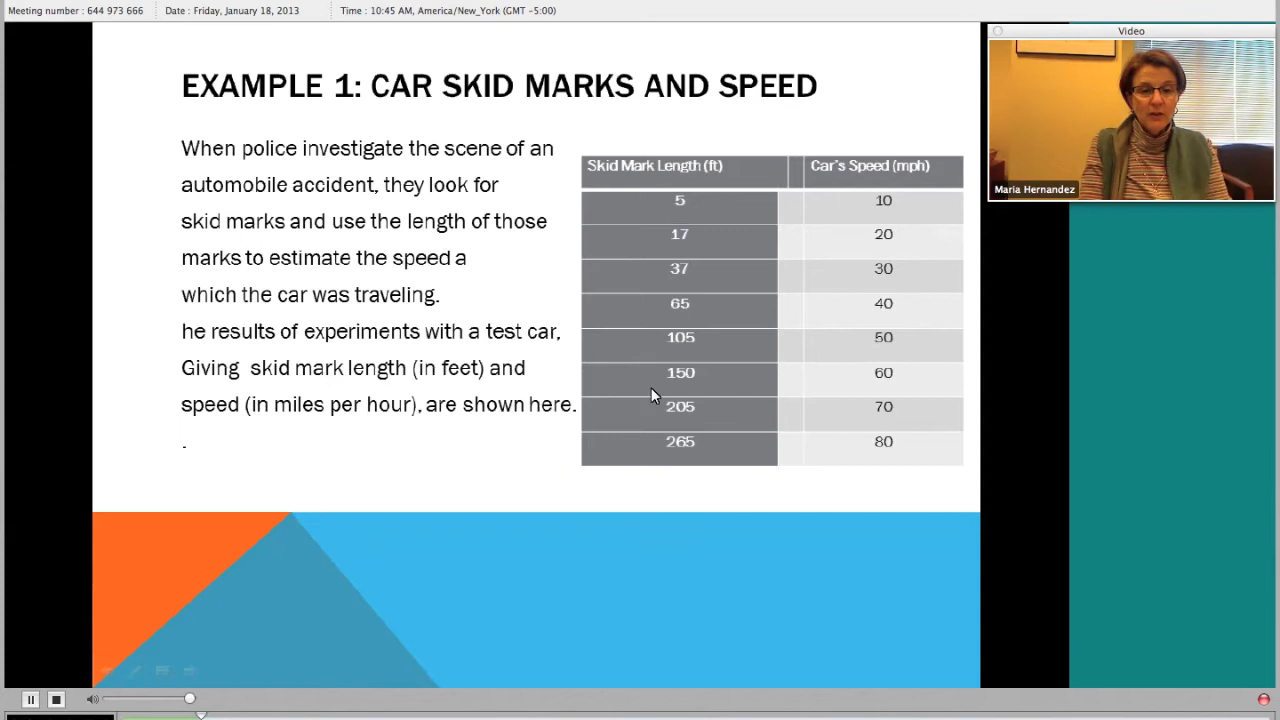 Meeting number : 644 973 666 Date : Friday, January 18, 2013 Time : 10:45 AM, America/New_York (GMT -5:00)
Video
Maria Hernandez
EXAMPLE 1: CAR SKID MARKS AND SPEED
When police investigate the scene of an
automobile accident, they look for
skid marks and use the length of those
marks to estimate the speed a
which the car was traveling.
he results of experiments with a test car,
Giving skid mark length (in feet) and
speed (in miles per hour), are shown here.
.
Skid Mark Length (ft) Car's Speed (mph)
5 10
17 20
37 30
65 40
105 50
150 60
205 70
265 80